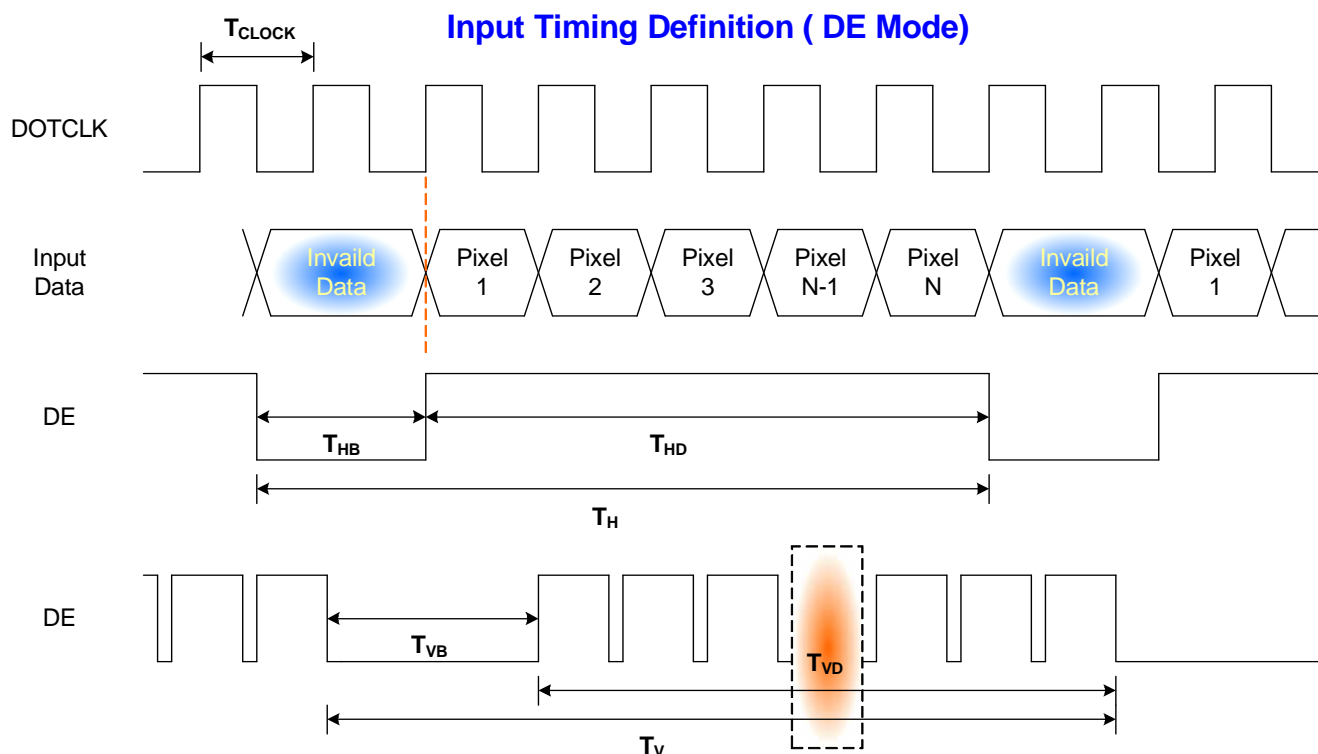 Input Timing Definition ( DE Mode)
TCLOCK
DOTCLK
Input
Data
Invaild
Data
Pixel
1
Pixel
2
Pixel
3
Pixel
N-1
Pixel
N
Invaild
Data
Pixel
1
DE
THB
THD
TH
DE
TVB
TVD
TV